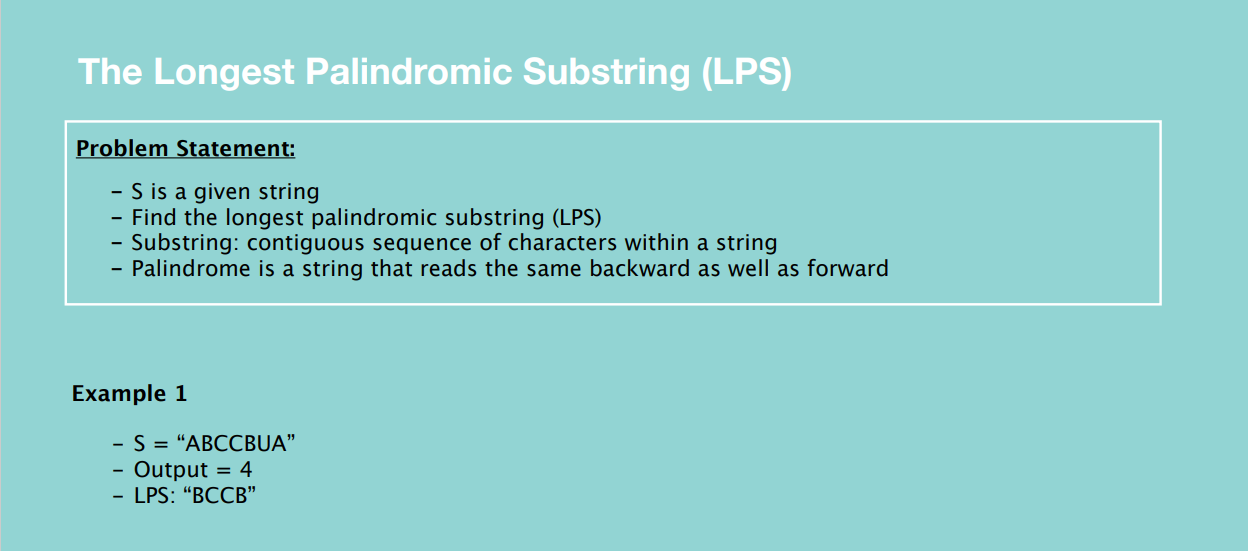 The Longest Palindromic Substring (LPS)
Problem Statement:
– S is a given string
– Find the longest palindromic substring (LPS)
– Substring: contiguous sequence of characters within a string
– Palindrome is a string that reads the same backward as well as forward
Example 1
– S = “ABCCBUA”
– Output = 4
– LPS: “BCCB”